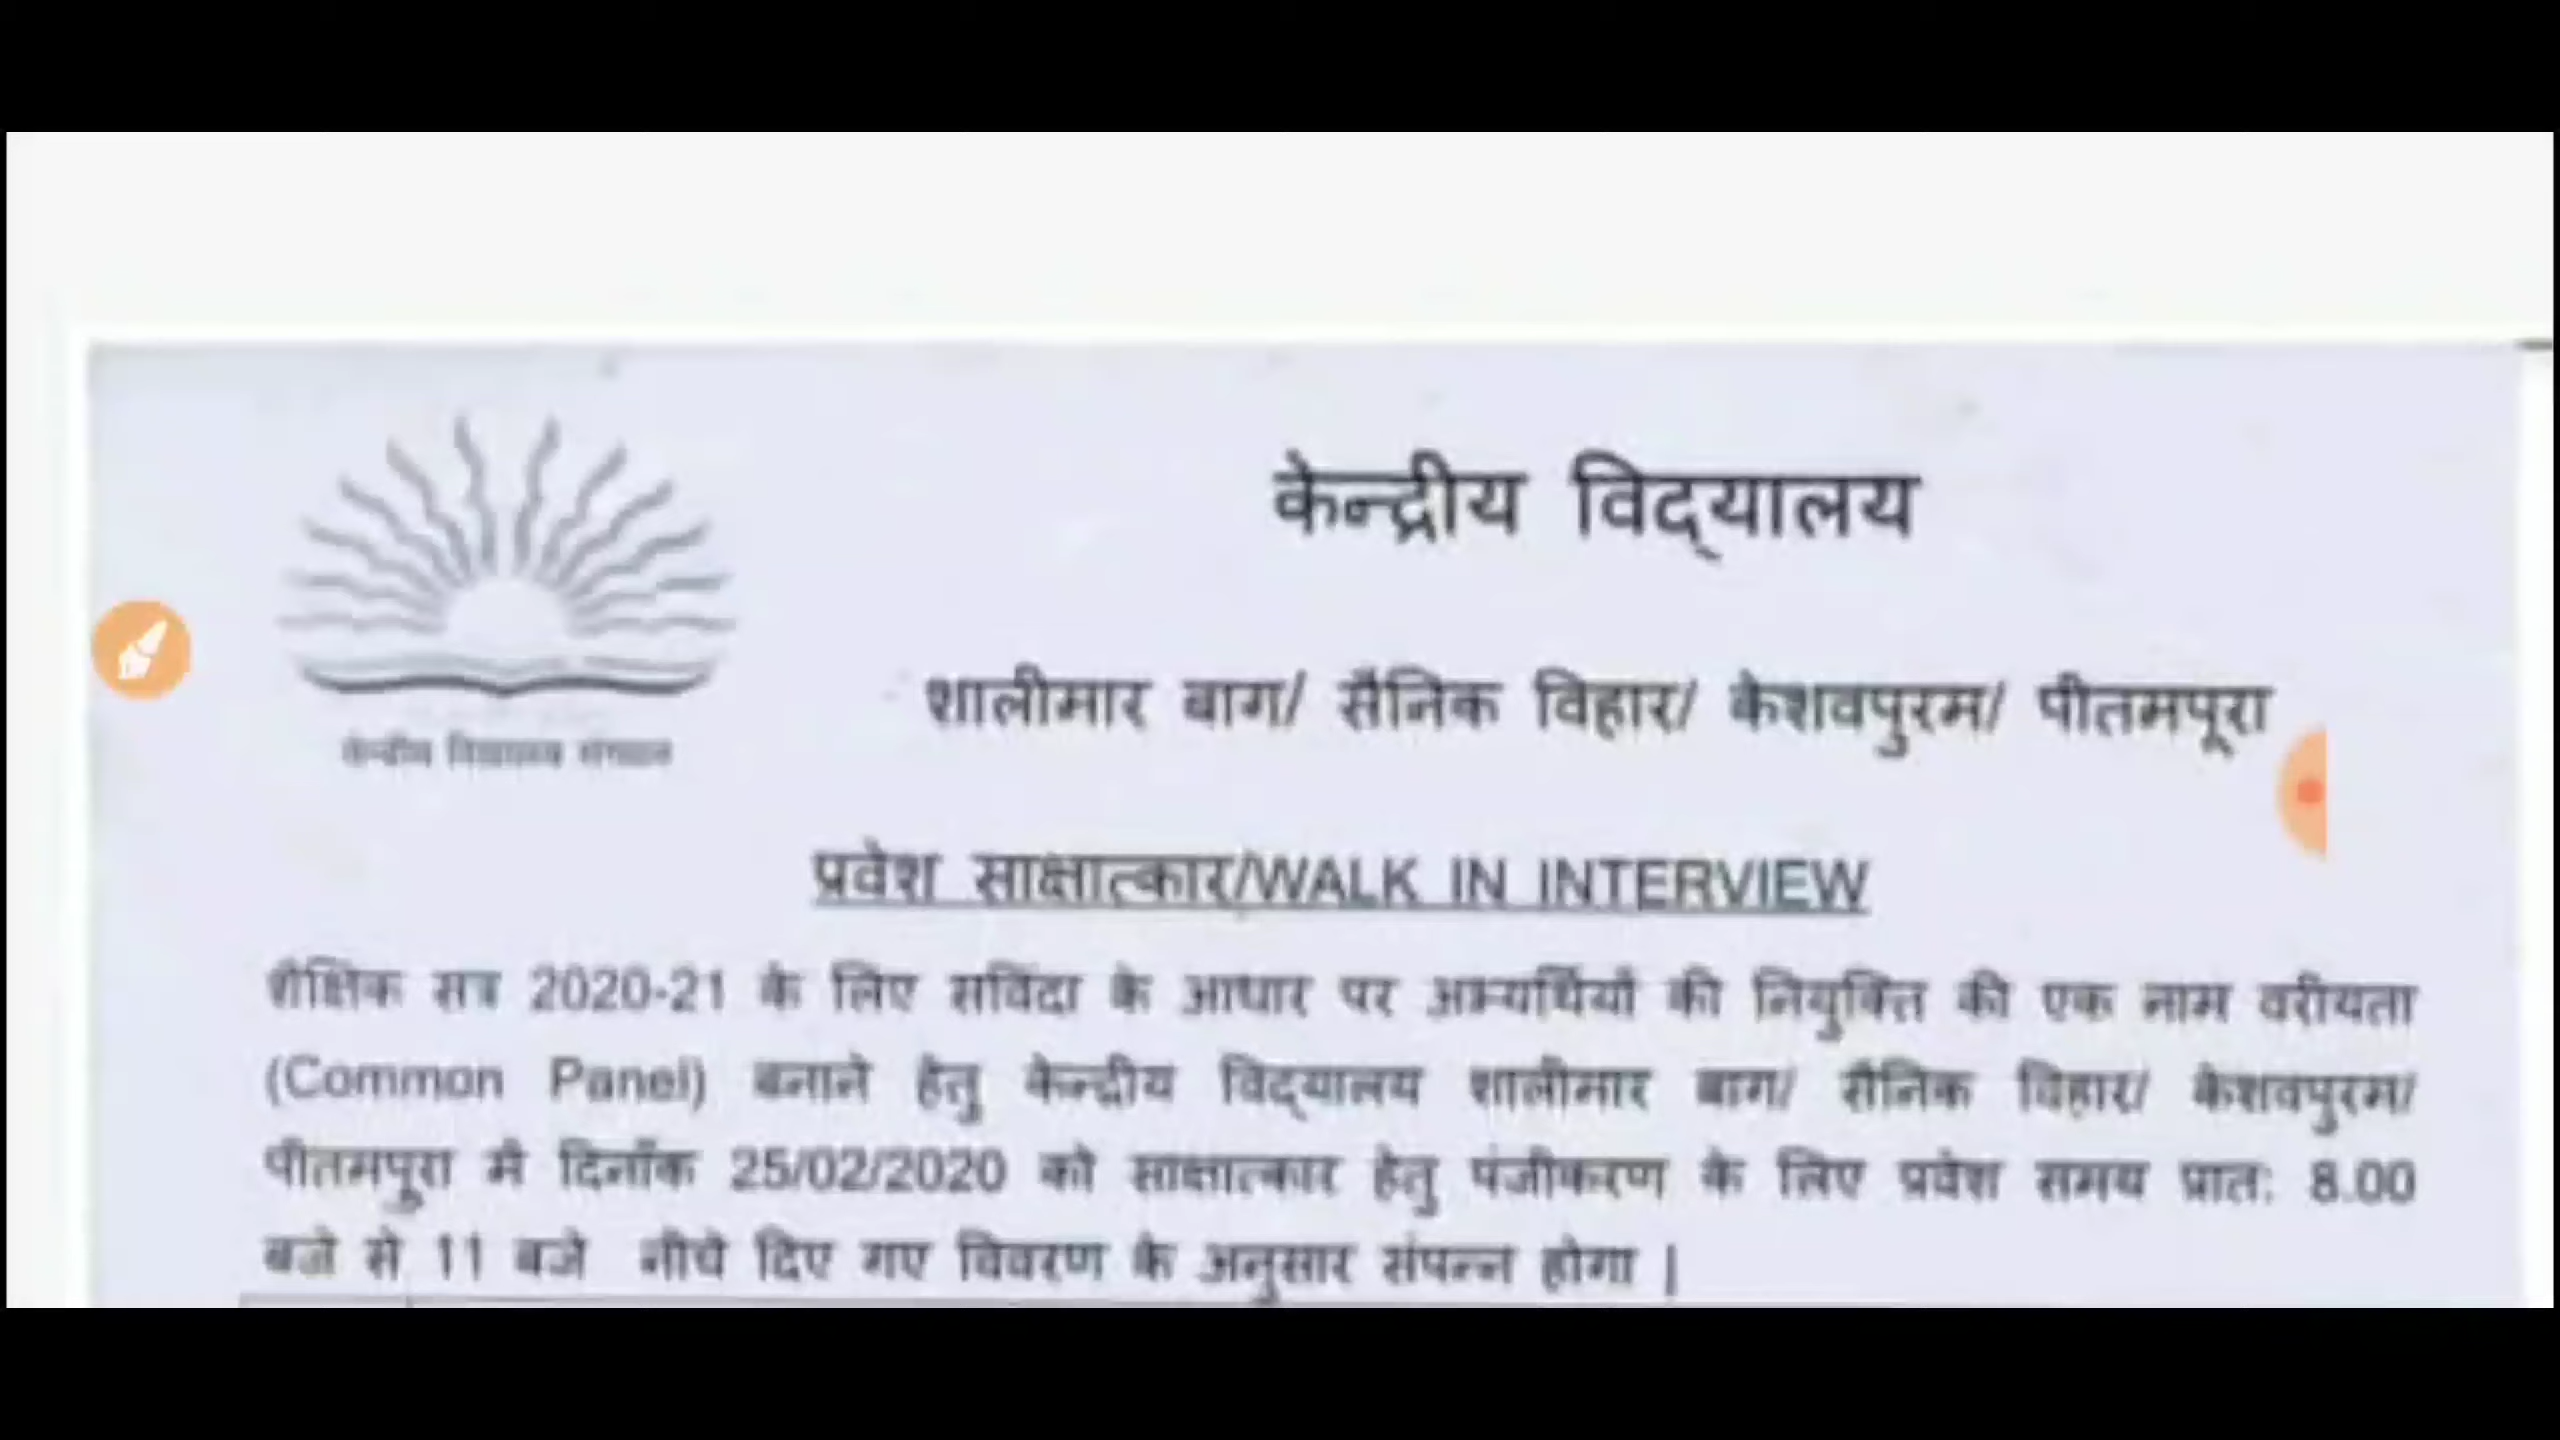 केन्द्रीय विद्यालय
शालीमार बाग/ सैनिक विहार/ केशवपुरम/ पीतमपूरा
केन्द्रीय विद्यालय संगठन
प्रवेश साक्षात्कार/WALK IN INTERVIEW
शैक्षिक सत्र 2020-21 के लिए संविदा के आधार पर अभ्यर्थियों की नियुक्ति की एक नाम वरीयता
(Common Panel) बनाने हेतु केन्द्रीय विद्यालय शालीमार बाग/ सैनिक विहार/ केशवपुरम/
पीतमपूरा मै दिनाँक 25/02/2020 को साक्षात्कार हेतु पंजीकरण के लिए प्रवेश समय प्रात: 8.00
बजे से 11 बजे नीचे दिए गए विवरण के अनुसार संपन्न होगा |